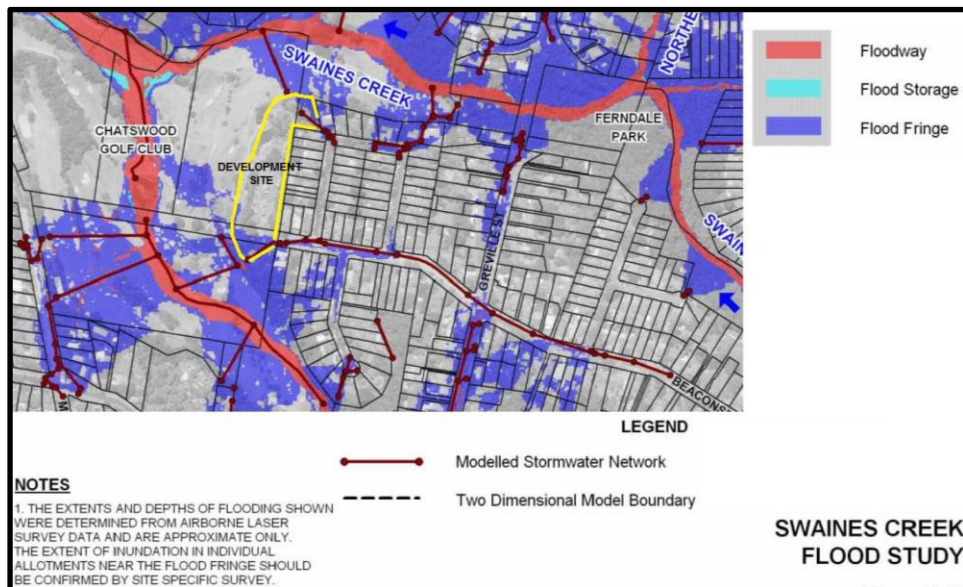 SWAINES CREEK
NORTHE
CHATSWOOD
GOLF CLUB
FERNDALE
PARK
DEVELOPMENT
SITE
SWAIN
GREVILLE ST
BEACONS
M
Floodway
Flood Storage
Flood Fringe
LEGEND
Modelled Stormwater Network
Two Dimensional Model Boundary
NOTES
1. THE EXTENTS AND DEPTHS OF FLOODING SHOWN
WERE DETERMINED FROM AIRBORNE LASER
SURVEY DATA AND ARE APPROXIMATE ONLY.
THE EXTENT OF INUNDATION IN INDIVIDUAL
ALLOTMENTS NEAR THE FLOOD FRINGE SHOULD
BE CONFIRMED BY SITE SPECIFIC SURVEY.
SWAINES CREEK
FLOOD STUDY